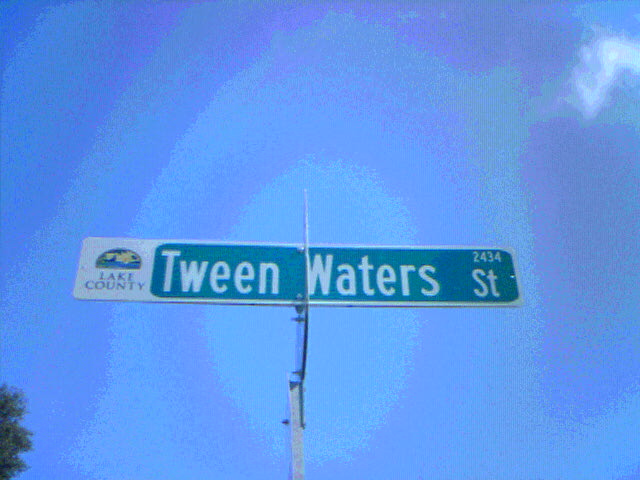 LAKE
COUNTY
Tween Waters St
2434